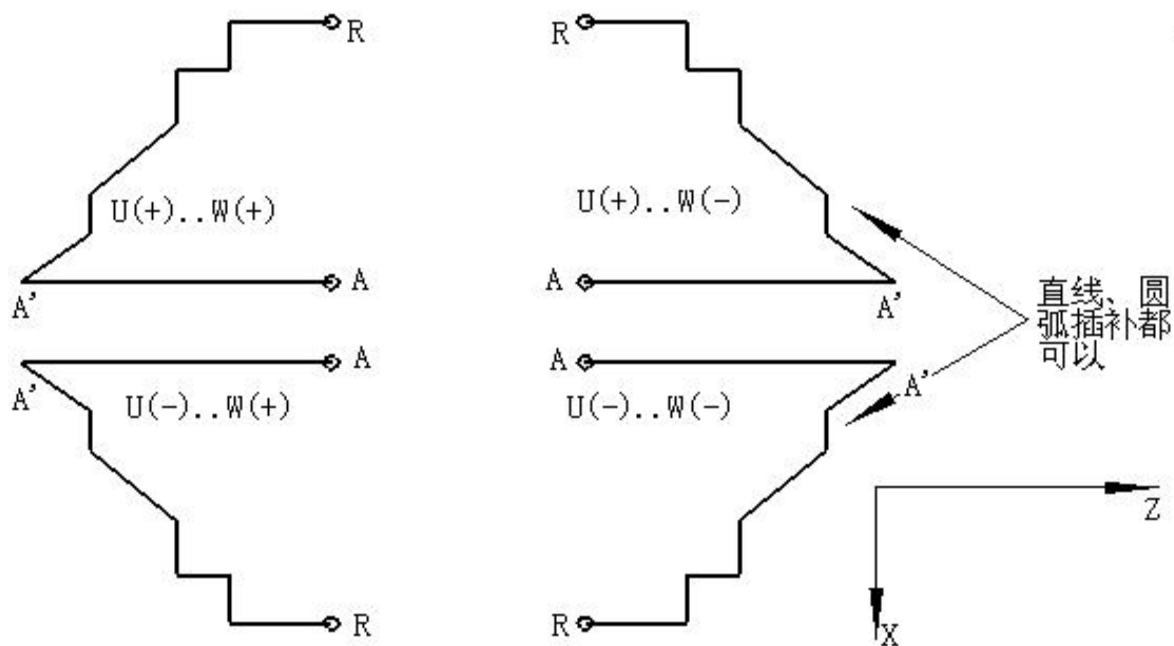 R
R
U(+)..W(+)
U(+)..W(-)
A'
A
A
A'
直线、圆
弧插补都
可以
A'
A
A
A'
U(-)..W(+)
U(-)..W(-)
Z
R
R
X